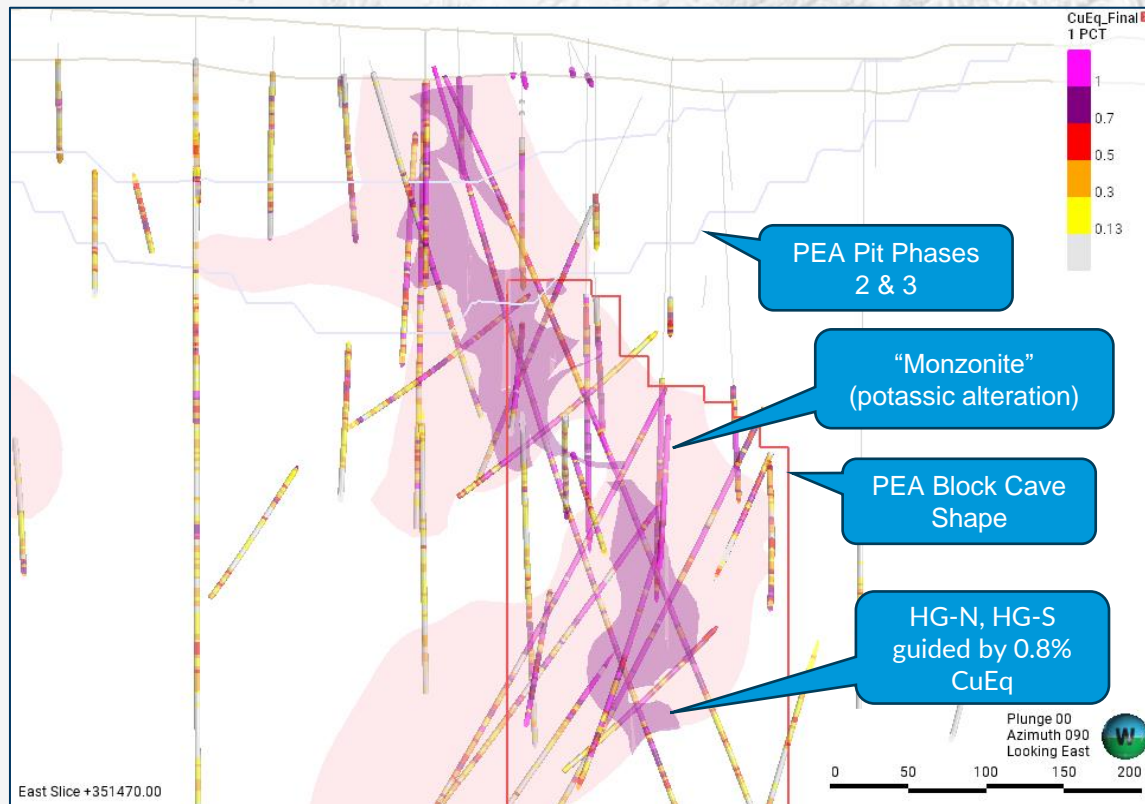 CuEq_Final
1 PCT
1
0.7
0.5
0.3
0.13
PEA Pit Phases
2 & 3
“Monzonite”
(potassic alteration)
PEA Block Cave
Shape
HG-N, HG-S
guided by 0.8%
CuEq
Plunge 00
Azimuth 090
Looking East
W
0 50 100 150 200
East Slice +351470.00